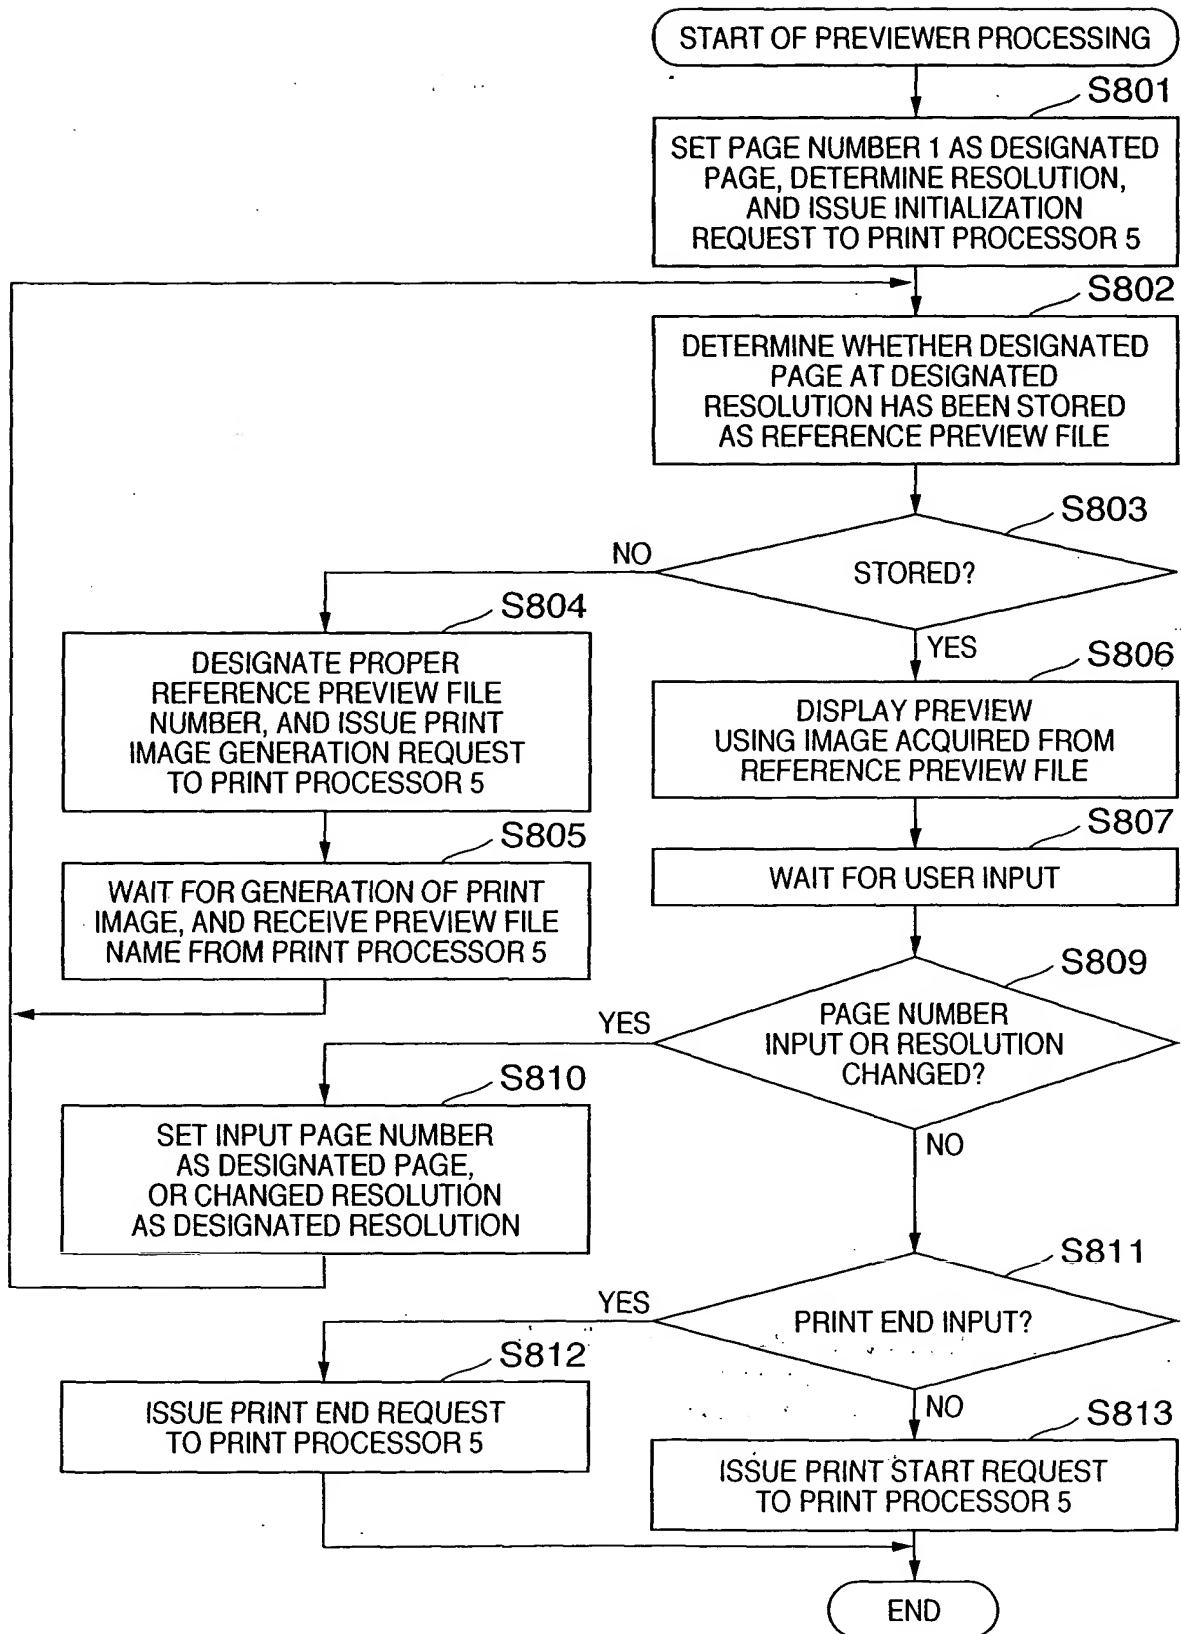 START OF PREVIEWER PROCESSING
S801
SET PAGE NUMBER 1 AS DESIGNATED
PAGE, DETERMINE RESOLUTION,
AND ISSUE INITIALIZATION
REQUEST TO PRINT PROCESSOR 5
S802
DETERMINE WHETHER DESIGNATED
PAGE AT DESIGNATED
RESOLUTION HAS BEEN STORED
AS REFERENCE PREVIEW FILE
S803
STORED?
NO
YES
S804
DESIGNATE PROPER
REFERENCE PREVIEW FILE
NUMBER, AND ISSUE PRINT
IMAGE GENERATION REQUEST
TO PRINT PROCESSOR 5
S806
DISPLAY PREVIEW
USING IMAGE ACQUIRED FROM
REFERENCE PREVIEW FILE
S805
WAIT FOR GENERATION OF PRINT
IMAGE, AND RECEIVE PREVIEW FILE
NAME FROM PRINT PROCESSOR 5
S807
WAIT FOR USER INPUT
S809
PAGE NUMBER
INPUT OR RESOLUTION
CHANGED?
YES
NO
S810
SET INPUT PAGE NUMBER
AS DESIGNATED PAGE,
OR CHANGED RESOLUTION
AS DESIGNATED RESOLUTION
S811
PRINT END INPUT?
YES
NO
S812
ISSUE PRINT END REQUEST
TO PRINT PROCESSOR 5
S813
ISSUE PRINT START REQUEST
TO PRINT PROCESSOR 5
END